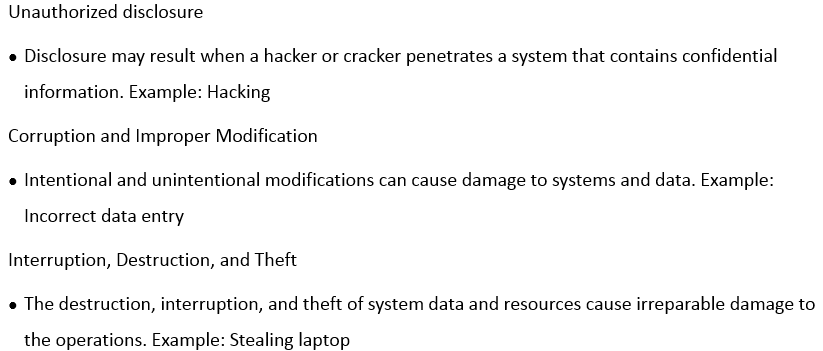 Unauthorized disclosure
● Disclosure may result when a hacker or cracker penetrates a system that contains confidential
information. Example: Hacking
Corruption and Improper Modification
● Intentional and unintentional modifications can cause damage to systems and data. Example:
Incorrect data entry
Interruption, Destruction, and Theft
● The destruction, interruption, and theft of system data and resources cause irreparable damage to
the operations. Example: Stealing laptop